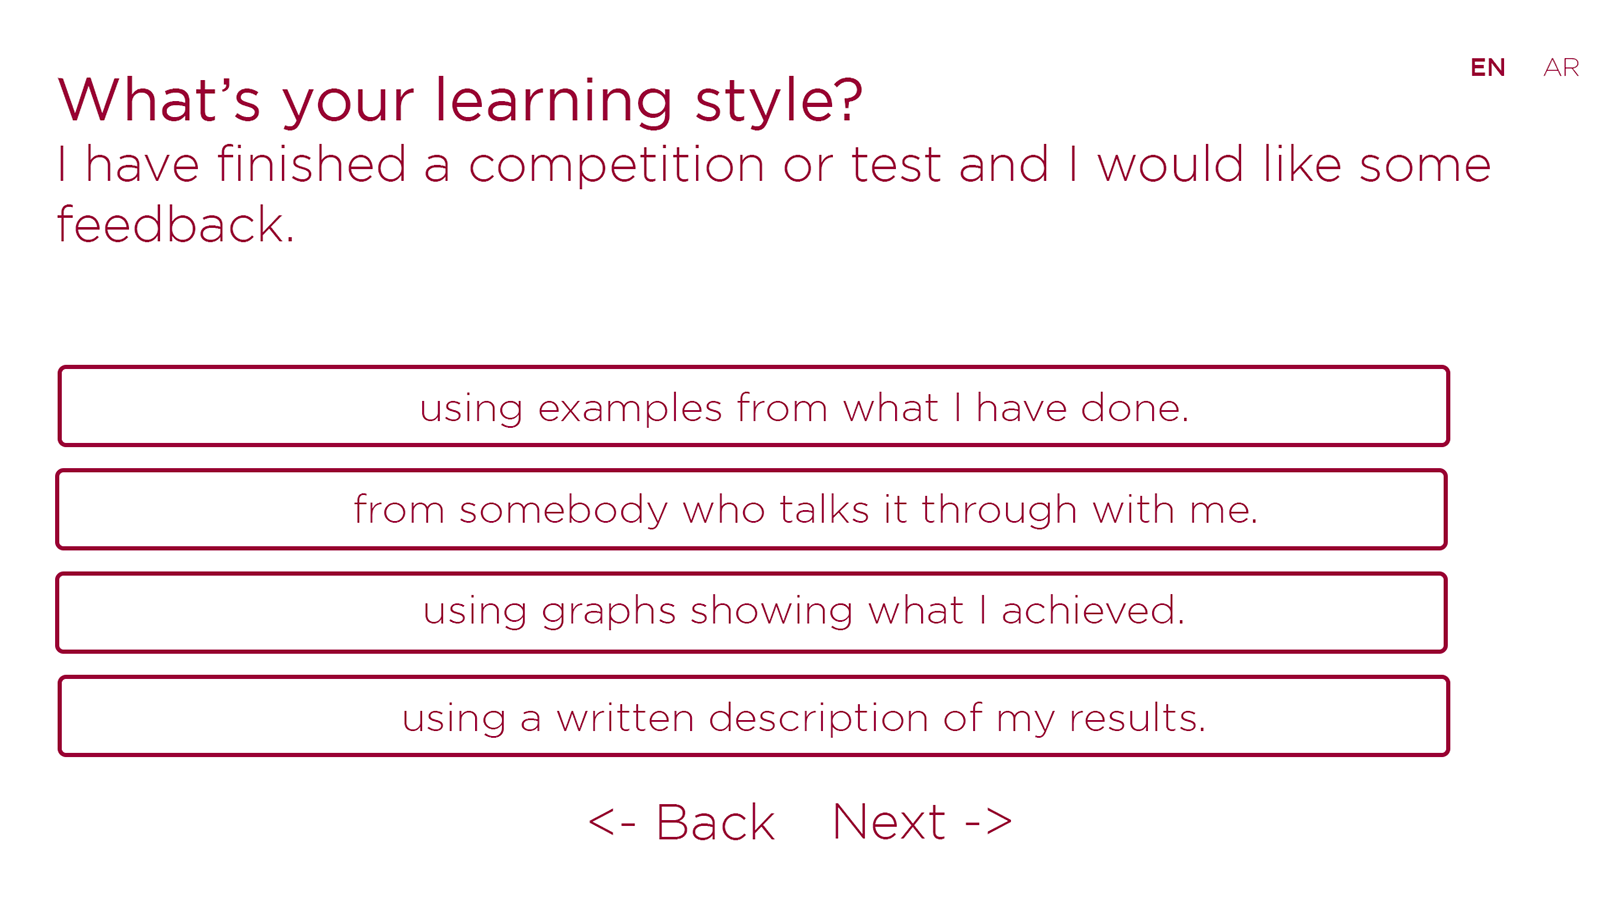 EN AR
What's your learning style?
I have finished a competition or test and I would like some
feedback.
using examples from what I have done.
from somebody who talks it through with me.
using graphs showing what I achieved.
using a written description of my results.
<- Back Next ->